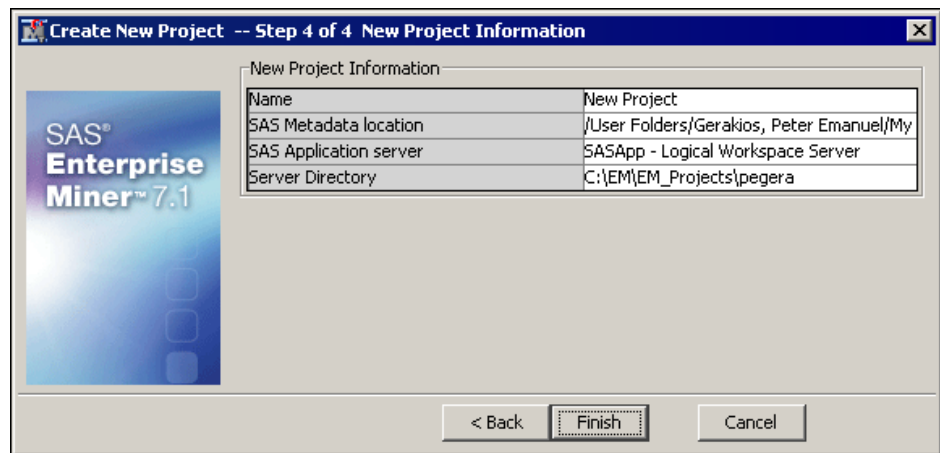 Create New Project -- Step 4 of 4 New Project Information
New Project Information
Name New Project
SAS Metadata location /User Folders/Gerakios, Peter Emanuel/My
SAS Application server SASApp - Logical Workspace Server
Server Directory C:\EM\EM_Projects\pegera
SAS®
Enterprise
Miner™ 7.1
< Back Finish Cancel